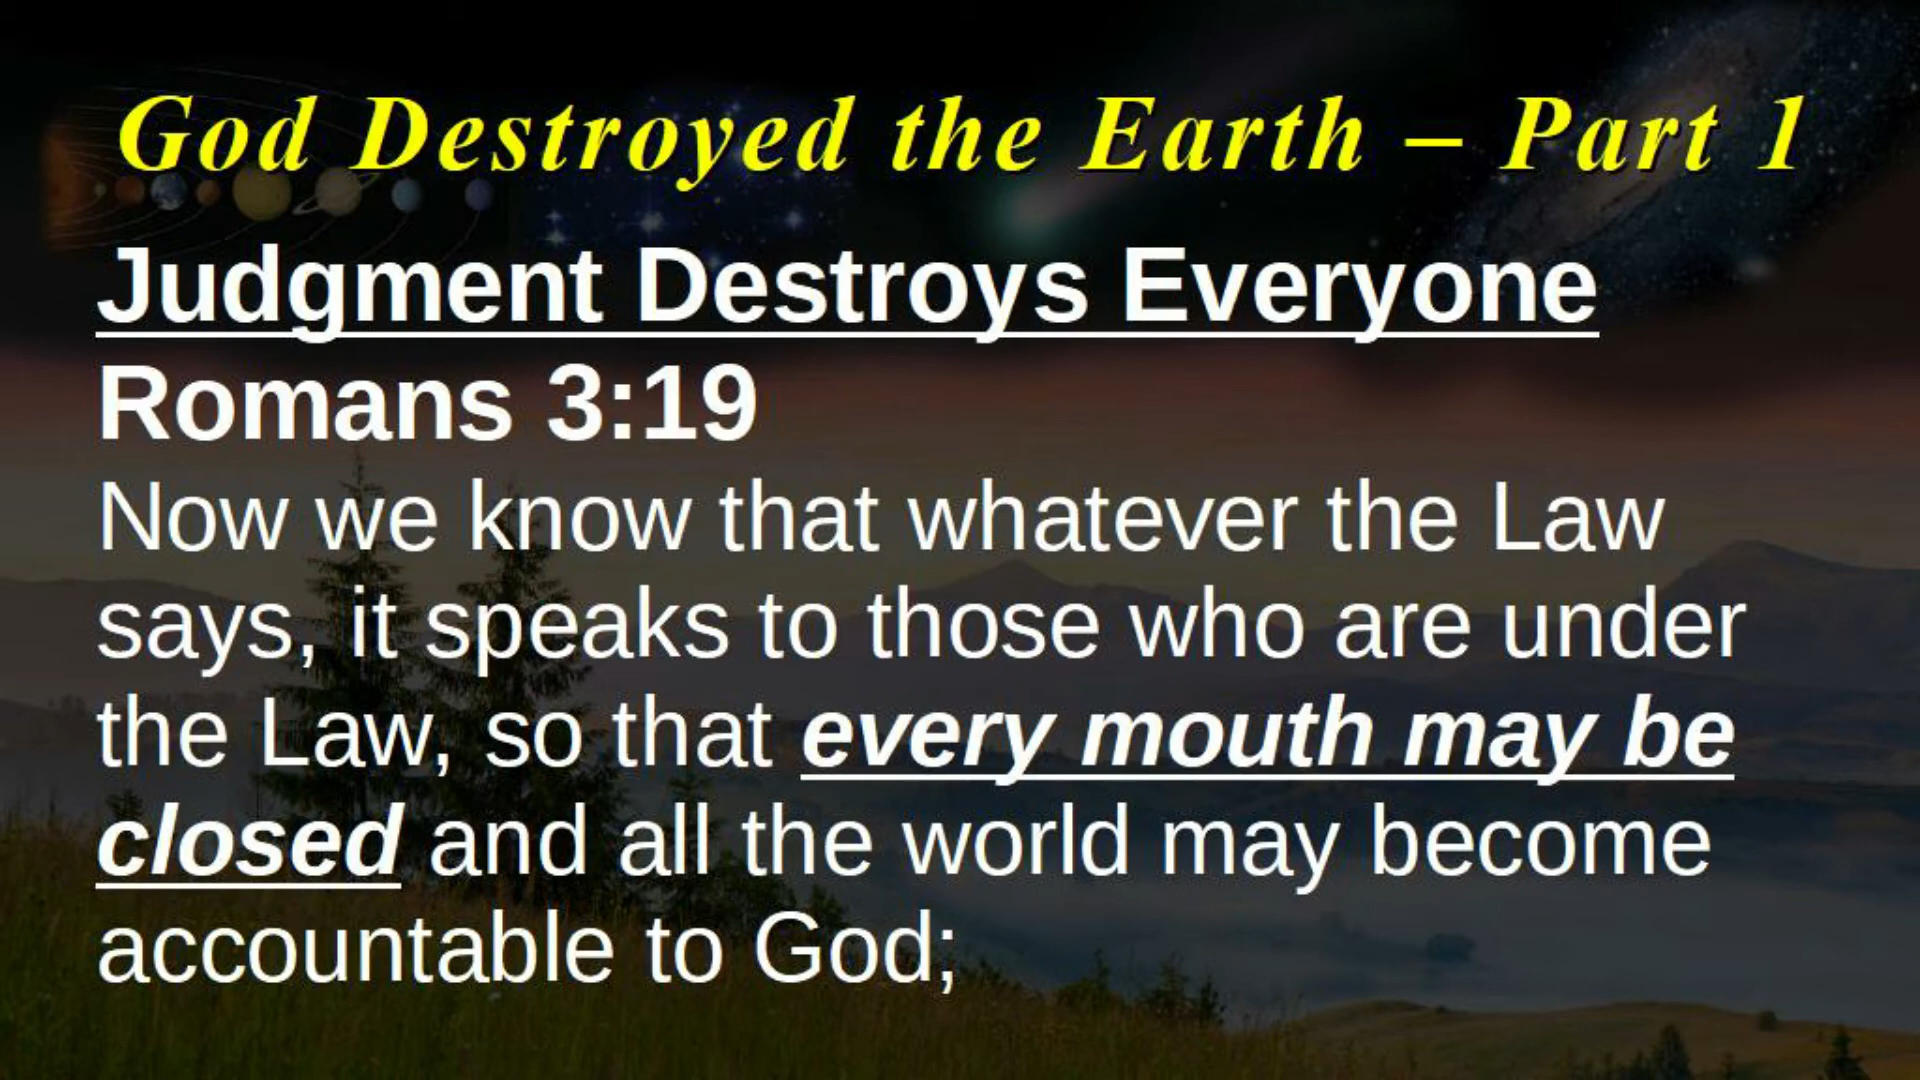 God Destroyed the Earth – Part 1
Judgment Destroys Everyone
Romans 3:19
Now we know that whatever the Law
says, it speaks to those who are under
the Law, so that every mouth may be
closed and all the world may become
accountable to God;